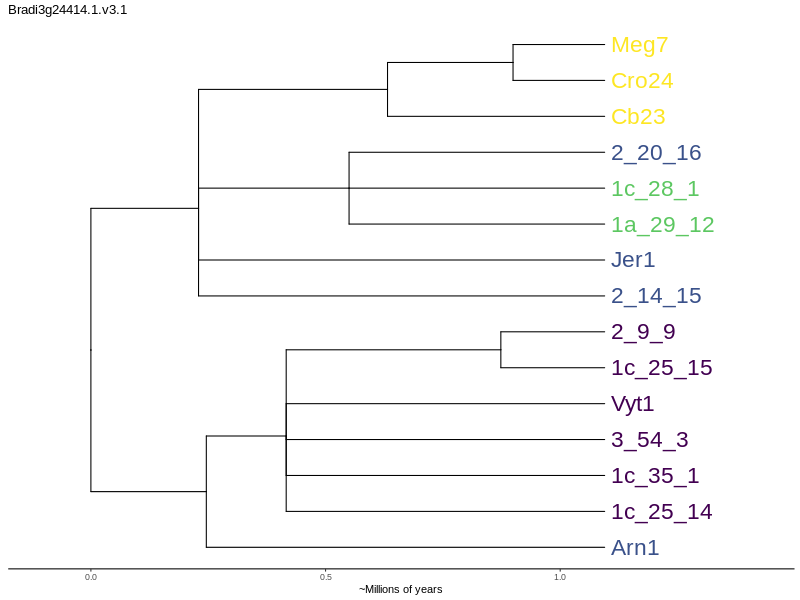 Bradi3g24414.1.v3.1
Meg7
Cro24
Cb23
2_20_16
1c_28_1
1a_29_12
Jer1
2_14_15
2_9_9
1c_25_15
Vyt1
3_54_3
1c_35_1
1c_25_14
Arn1
0.0 0.5 1.0
~Millions of years